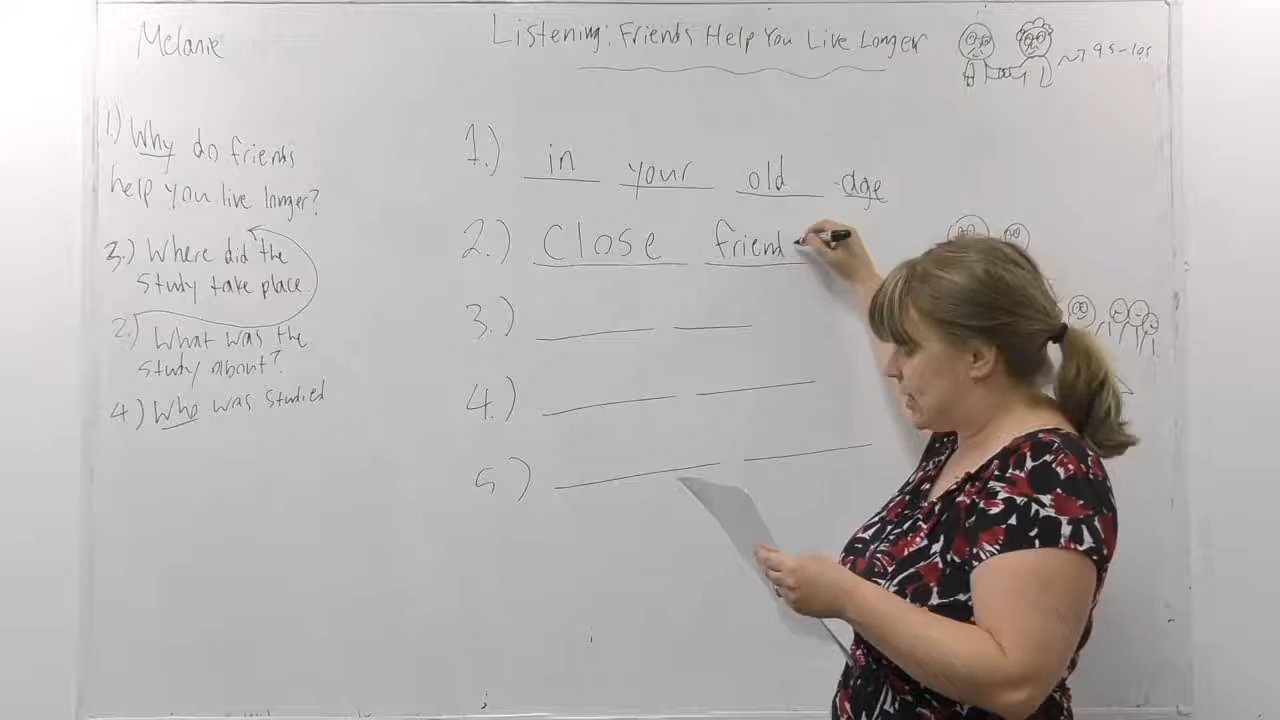 Melanie
Listening: Friends Help You Live Longer
1.) Why do friends
help you live longer?
3.) Where did the
study take place
2.) What was the
study about?
4.) Who was studied
1.) in your old age
2.) Close friend
3.)
4.)
5)